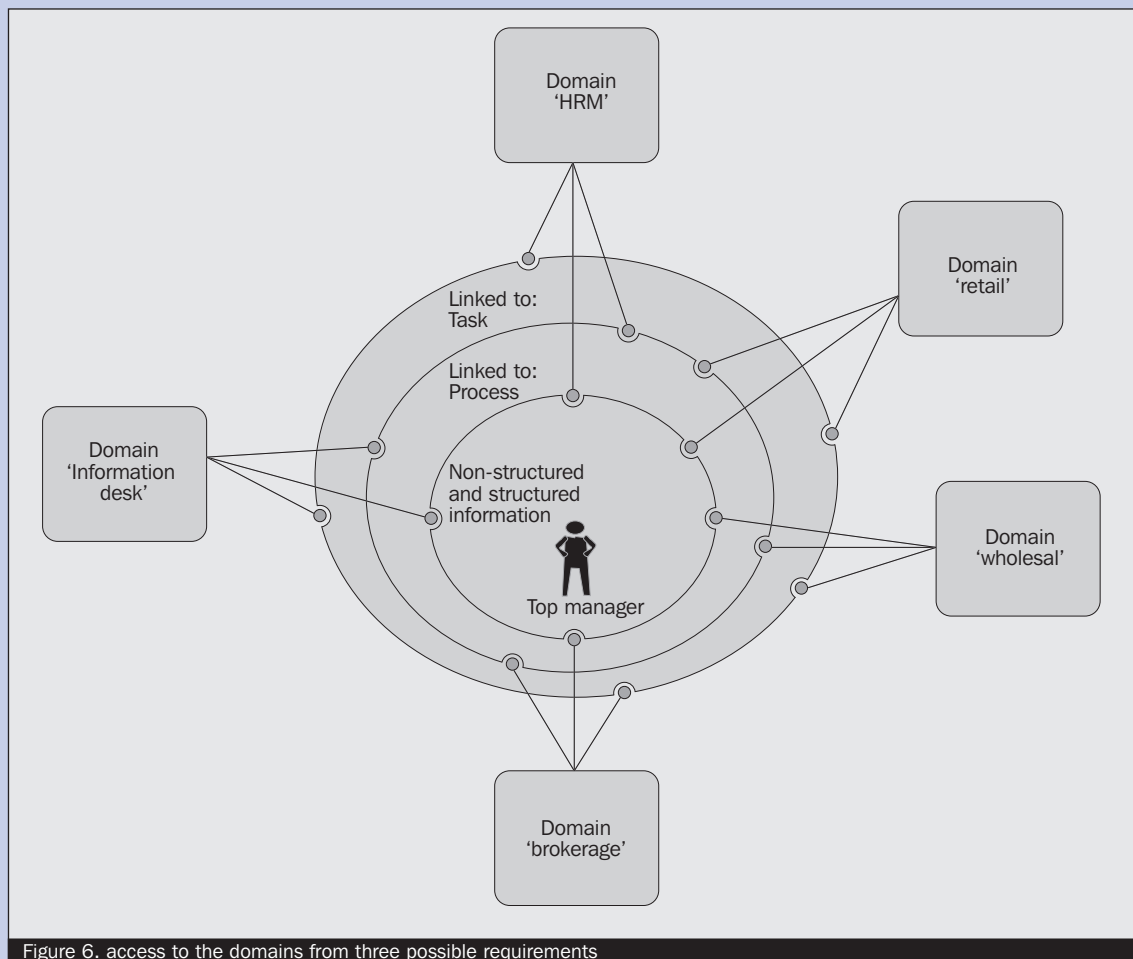 Domain
‘HRM’
Domain
‘retail’
Linked to:
Task
Linked to:
Process
Domain
‘Information
desk’
Non-structured
and structured
information
Domain
‘wholesal’
Top manager
Domain
‘brokerage’
Figure 6. access to the domains from three possible requirements